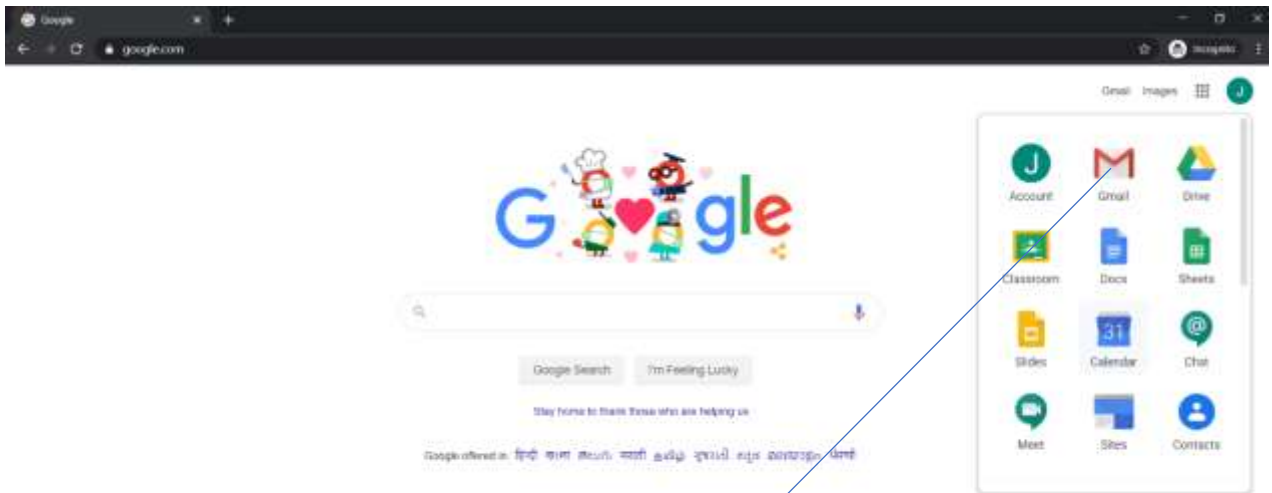 Google
google.com
Incognito
Gmail Images
J
Google
J
Account Gmail Drive
Classroom Docs Sheets
31
Slides Calendar Chat
Google Search I'm Feeling Lucky
Meet Sites Contacts
Stay home to thank those who are helping us
Google offered in: हिन्दी বাংলা తెలుగు मराठी தமிழ் ગુજરાતી ಕನ್ನಡ മലയാളം ਪੰਜਾਬੀ